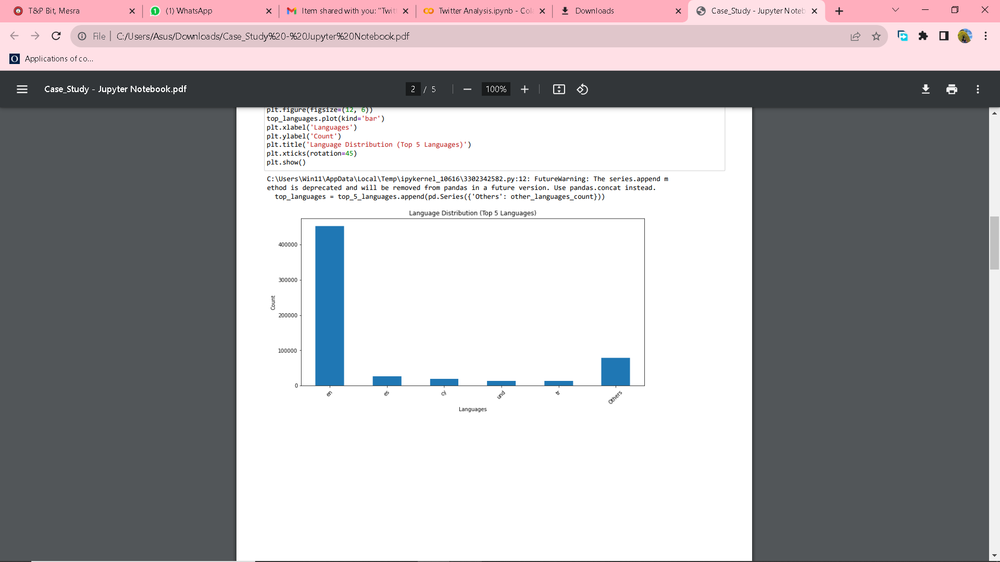 T&P Bit, Mesra
(1) WhatsApp
Item shared with you: "Twit
Twitter Analysis.ipynb - Col
Downloads
Case_Study - Jupyter Noteb
File
C:/Users/Asus/Downloads/Case_Study%20-%20Jupyter%20Notebook.pdf
Applications of co...
Case_Study - Jupyter Notebook.pdf
2 / 5
100%
plt.figure(figsize=(12, 6))
top_languages.plot(kind='bar')
plt.xlabel('Languages')
plt.ylabel('Count')
plt.title('Language Distribution (Top 5 Languages)')
plt.xticks(rotation=45)
plt.show()
C:\Users\Win11\AppData\Local\Temp\ipykernel_10616\3302342582.py:12: FutureWarning: The series.append m
ethod is deprecated and will be removed from pandas in a future version. Use pandas.concat instead.
top_languages = top_5_languages.append(pd.Series({'Others': other_languages_count}))
Language Distribution (Top 5 Languages)
400000
300000
200000
100000
0
Count
en
es
cy
und
tr
Others
Languages